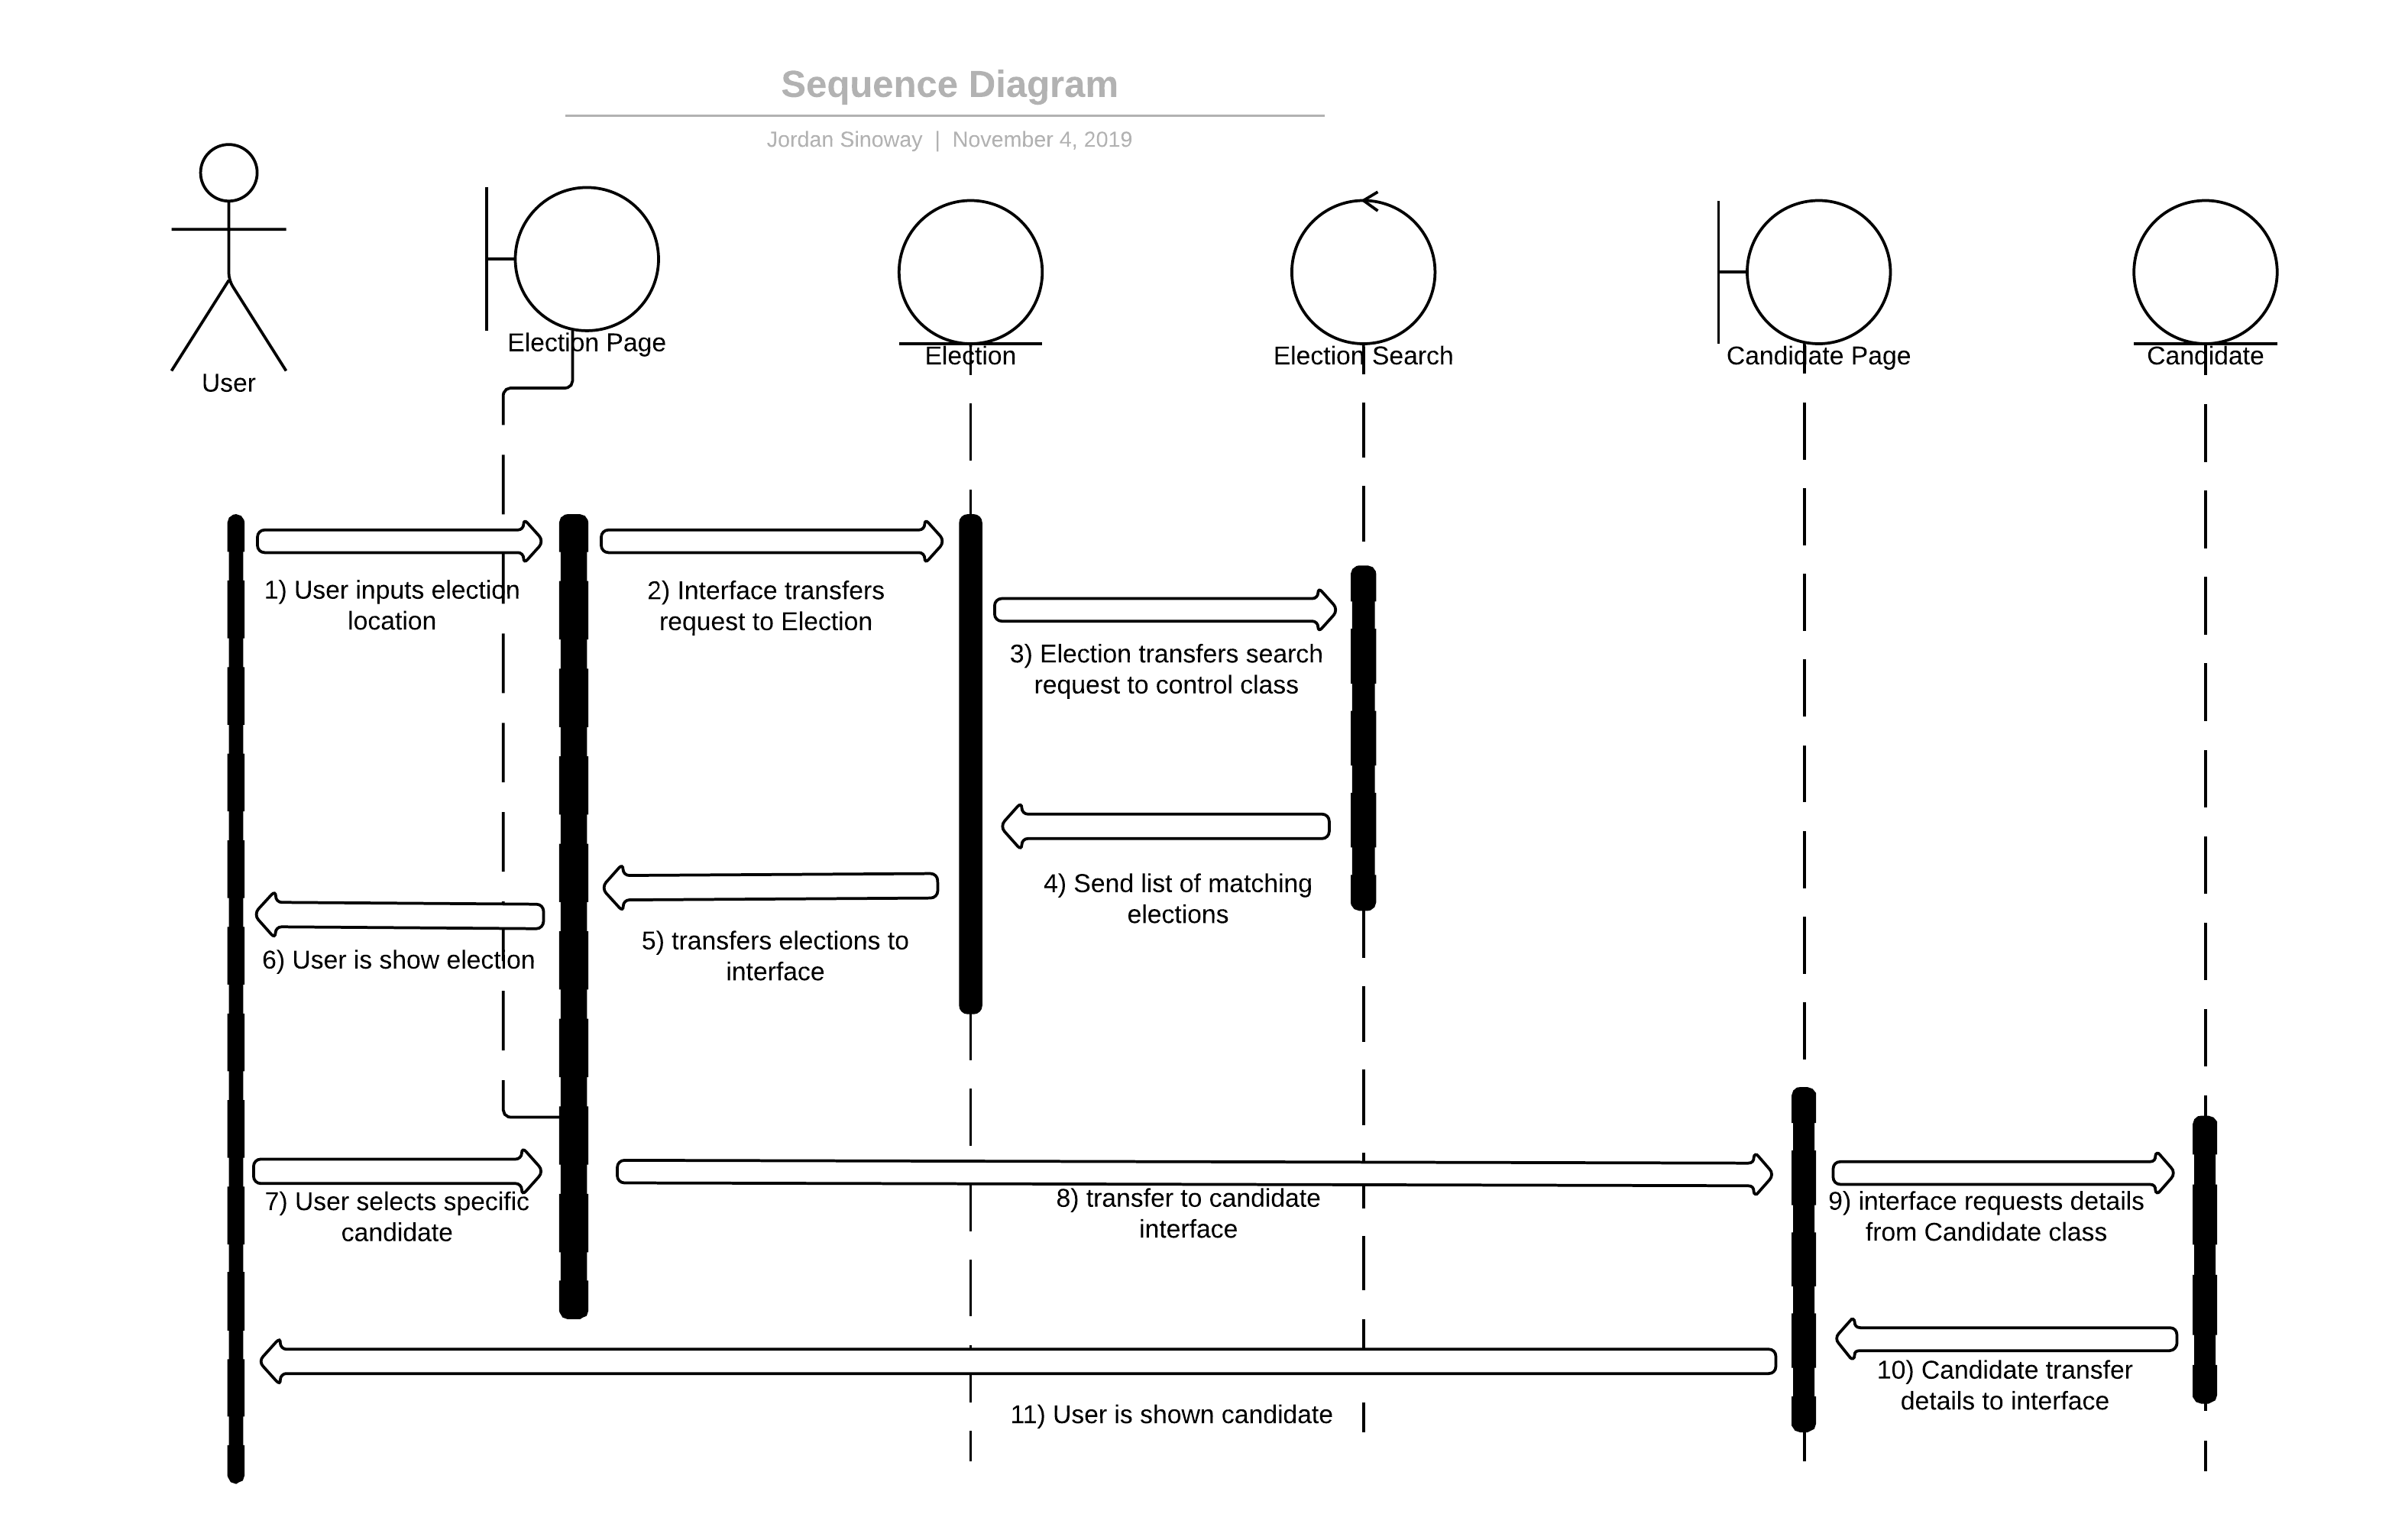 Sequence Diagram
Jordan Sinoway | November 4, 2019
User
Election Page
Election
Election Search
Candidate Page
Candidate
1) User inputs election
location
2) Interface transfers
request to Election
3) Election transfers search
request to control class
4) Send list of matching
elections
5) transfers elections to
interface
6) User is show election
7) User selects specific
candidate
8) transfer to candidate
interface
9) interface requests details
from Candidate class
10) Candidate transfer
details to interface
11) User is shown candidate